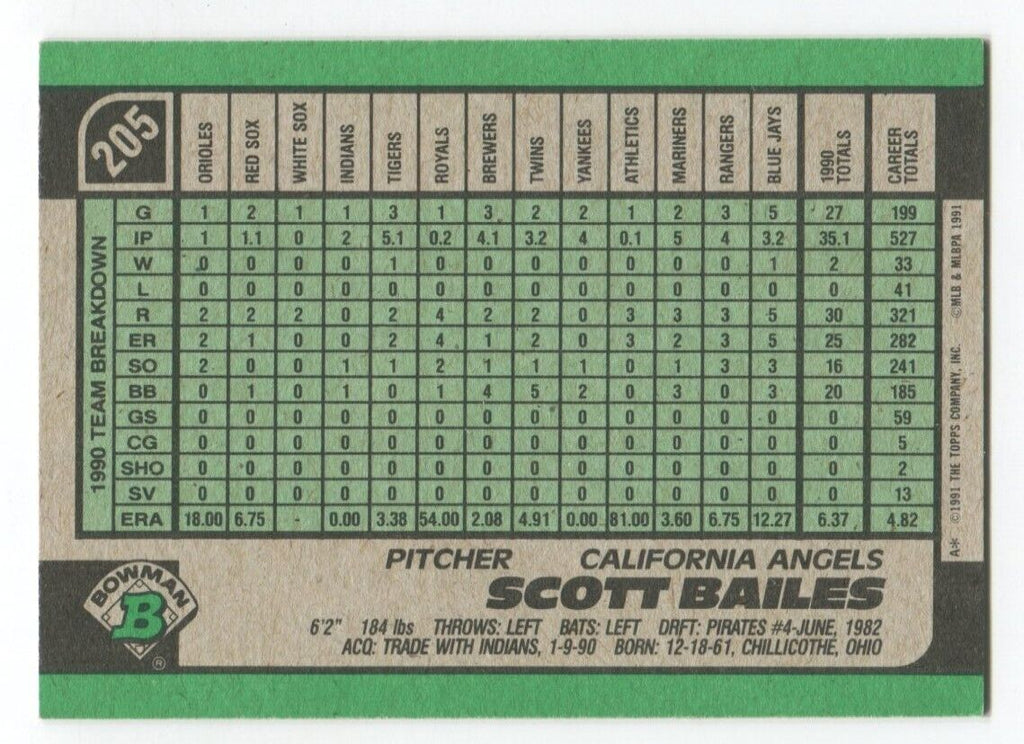 205
ORIOLES RED SOX WHITE SOX INDIANS TIGERS ROYALS BREWERS TWINS YANKEES ATHLETICS MARINERS RANGERS BLUE JAYS 1990 TOTALS CAREER TOTALS
1990 TEAM BREAKDOWN
G 1 2 1 1 3 1 3 2 2 1 2 3 5 27 199
IP 1 1.1 0 2 5.1 0.2 4.1 3.2 4 0.1 5 4 3.2 35.1 527
W 0 0 0 0 1 0 0 0 0 0 0 0 1 2 33
L 0 0 0 0 0 0 0 0 0 0 0 0 0 0 41
R 2 2 2 0 2 4 2 2 0 3 3 3 5 30 321
ER 2 1 0 0 2 4 1 2 0 3 2 3 5 25 282
SO 2 0 0 1 1 2 1 1 1 0 1 3 3 16 241
BB 0 1 0 1 0 1 4 5 2 0 3 0 3 20 185
GS 0 0 0 0 0 0 0 0 0 0 0 0 0 0 59
CG 0 0 0 0 0 0 0 0 0 0 0 0 0 0 5
SHO 0 0 0 0 0 0 0 0 0 0 0 0 0 0 2
SV 0 0 0 0 0 0 0 0 0 0 0 0 0 0 13
ERA 18.00 6.75 - 0.00 3.38 54.00 2.08 4.91 0.00 81.00 3.60 6.75 12.27 6.37 4.82
A* ©1991 THE TOPPS COMPANY, INC. ©MLB & MLBPA 1991
PITCHER CALIFORNIA ANGELS
SCOTT BAILES
6'2" 184 lbs THROWS: LEFT BATS: LEFT DRFT: PIRATES #4-JUNE, 1982
ACQ: TRADE WITH INDIANS, 1-9-90 BORN: 12-18-61, CHILLICOTHE, OHIO
BOWMAN
B
®